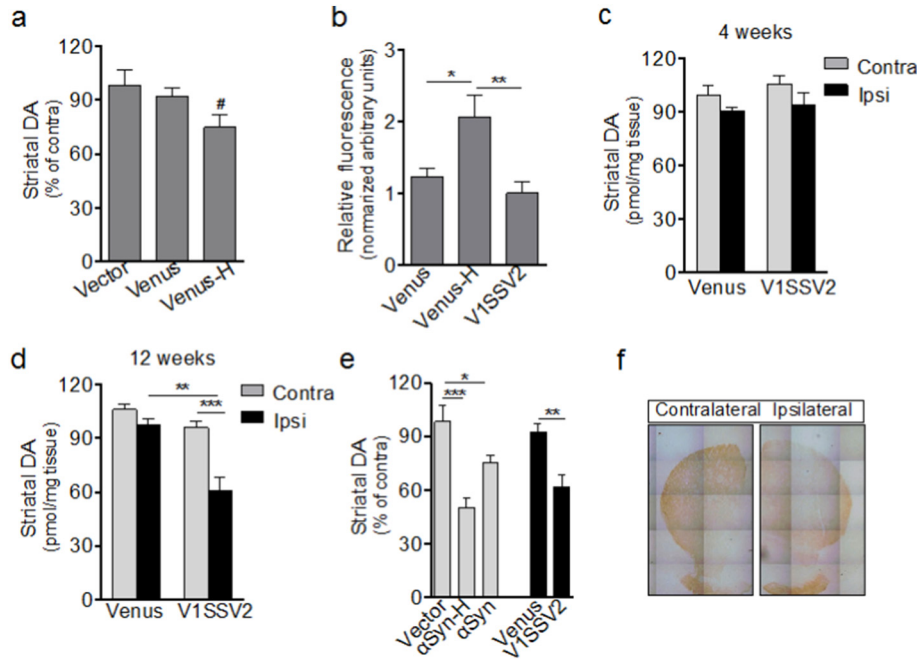 a
120
90
60
30
0
Striatal DA
(% of contra)
#
Vector
Venus
Venus-H
b
3
2
1
0
Relative fluorescence
(normarized arbitrary units)
*
**
Venus
Venus-H
V1SSV2
c
4 weeks
120
90
60
30
0
Striatal DA
(pmol/mg tissue)
Contra
Ipsi
Venus
V1SSV2
d
12 weeks
120
90
60
30
0
Striatal DA
(pmol/mg tissue)
**
***
Contra
Ipsi
Venus
V1SSV2
e
120
90
60
30
0
Striatal DA
(% of contra)
*
***
**
Vector
αSyn-H
αSyn
Venus
V1SSV2
f
Contralateral
Ipsilateral